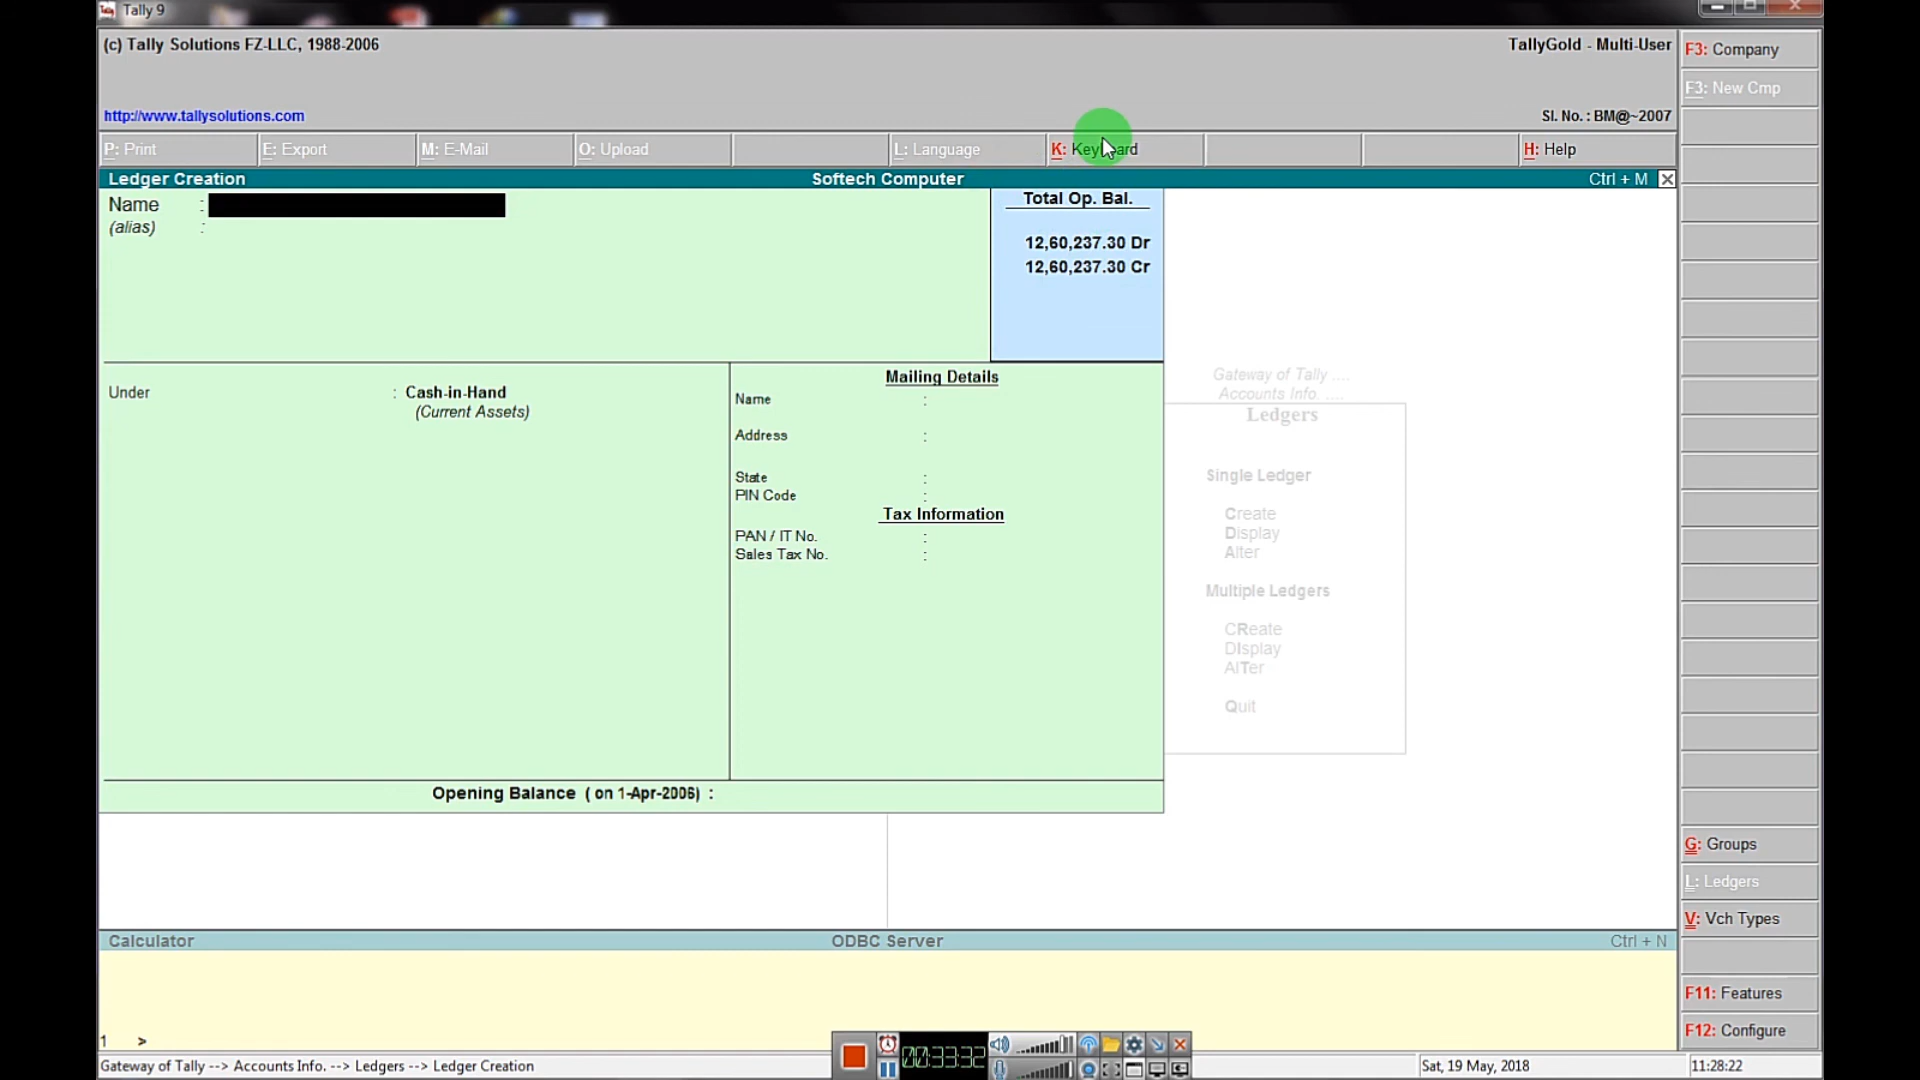 Tally 9
(c) Tally Solutions FZ-LLC, 1988-2006
TallyGold - Multi-User
http://www.tallysolutions.com
Sl. No. : BM@~2007
P: Print
E: Export
M: E-Mail
O: Upload
L: Language
K: Keyboard
H: Help
Ledger Creation
Softech Computer
Ctrl + M
Name :
(alias) :
Total Op. Bal.
12,60,237.30 Dr
12,60,237.30 Cr
Under : Cash-in-Hand
(Current Assets)
Mailing Details
Name :
Address :
State :
PIN Code :
Tax Information
PAN / IT No. :
Sales Tax No. :
Opening Balance ( on 1-Apr-2006) :
Gateway of Tally ....
Accounts Info. ....
Ledgers
Single Ledger
Create
Display
Alter
Multiple Ledgers
CReate
DIsplay
AlTer
Quit
F3: Company
F3: New Cmp
G: Groups
L: Ledgers
V: Vch Types
F11: Features
F12: Configure
Calculator
ODBC Server
Ctrl + N
1 >
00:33:32
Gateway of Tally --> Accounts Info. --> Ledgers --> Ledger Creation
Sat, 19 May, 2018
11:28:22